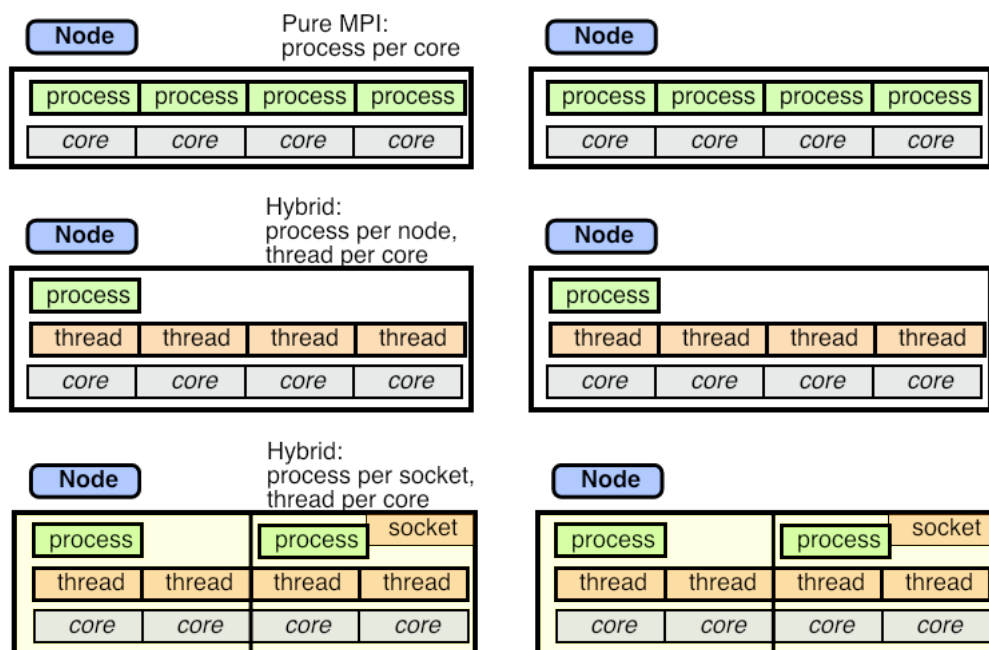 Node
Pure MPI:
process per core
Node
process process process process
process process process process
core core core core
core core core core
Node
Hybrid:
process per node,
thread per core
Node
process
process
thread thread thread thread
thread thread thread thread
core core core core
core core core core
Node
Hybrid:
process per socket,
thread per core
Node
process process socket
process process socket
thread thread thread thread
thread thread thread thread
core core core core
core core core core